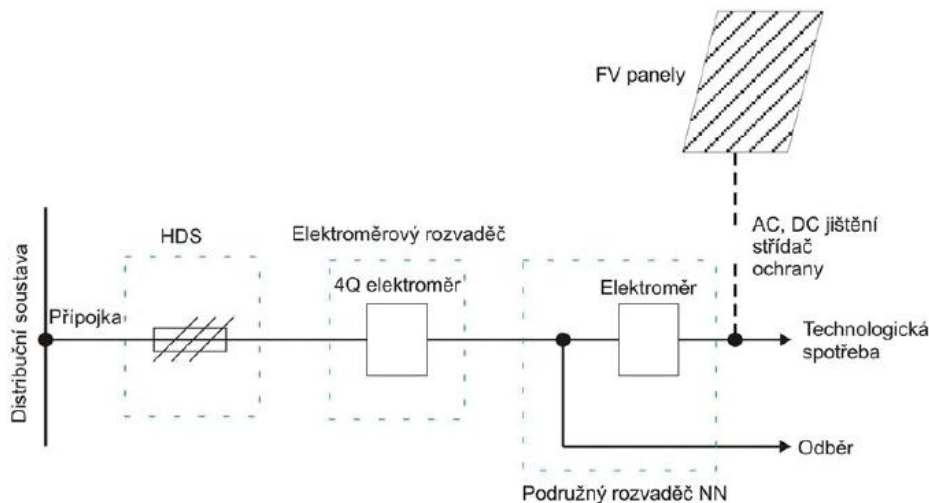 FV panely
HDS
Elektroměrový rozvaděč
AC, DC jištění
střídač
ochrany
4Q elektroměr
Elektroměr
Distribuční soustava
Přípojka
Technologická
spotřeba
Odběr
Podružný rozvaděč NN